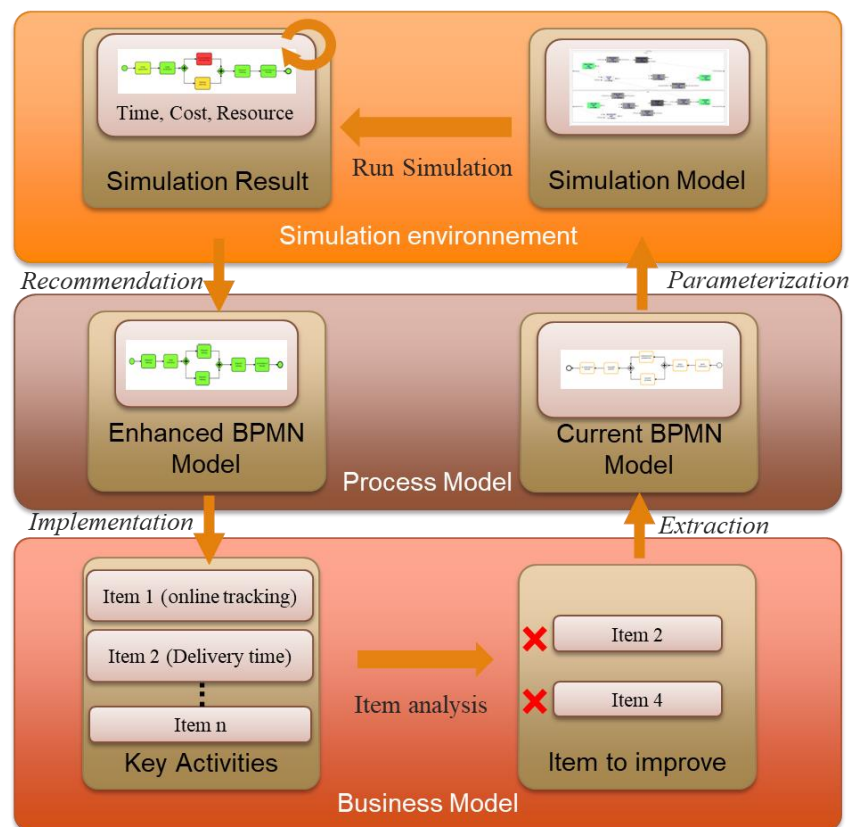 Time, Cost, Resource
Simulation Result
Run Simulation
Simulation Model
Simulation environnement
Recommendation
Parameterization
Enhanced BPMN
Model
Current BPMN
Model
Process Model
Implementation
Extraction
Item 1 (online tracking)
Item 2 (Delivery time)
Item n
Key Activities
Item analysis
Item 2
Item 4
Item to improve
Business Model